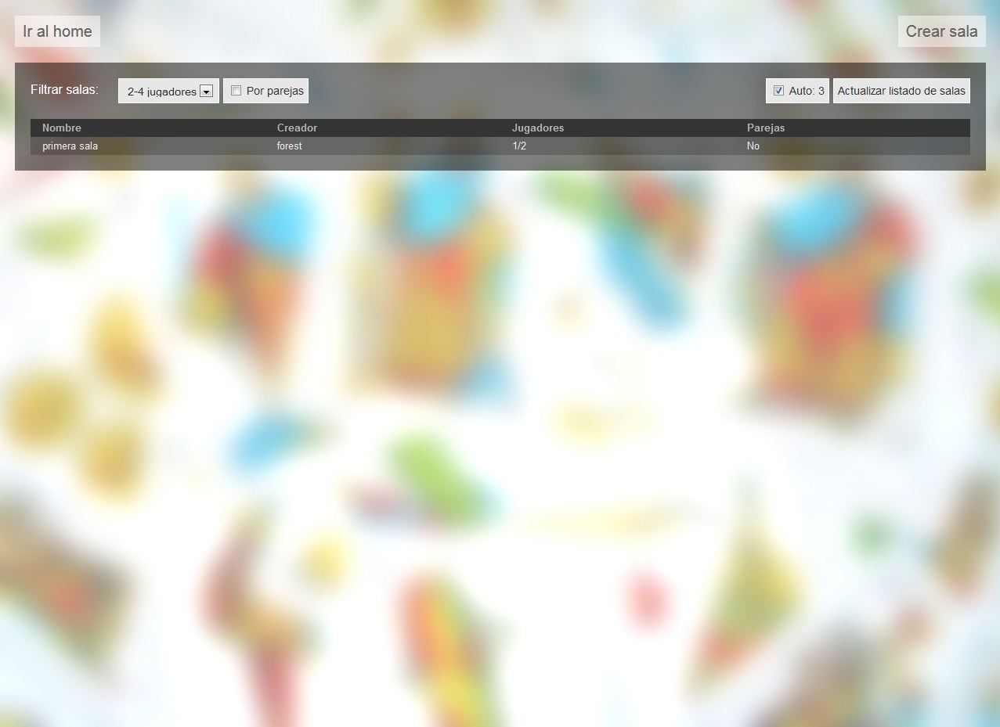 Ir al home
Crear sala
Filtrar salas: 2-4 jugadores Por parejas Auto: 3 Actualizar listado de salas
Nombre Creador Jugadores Parejas
primera sala forest 1/2 No